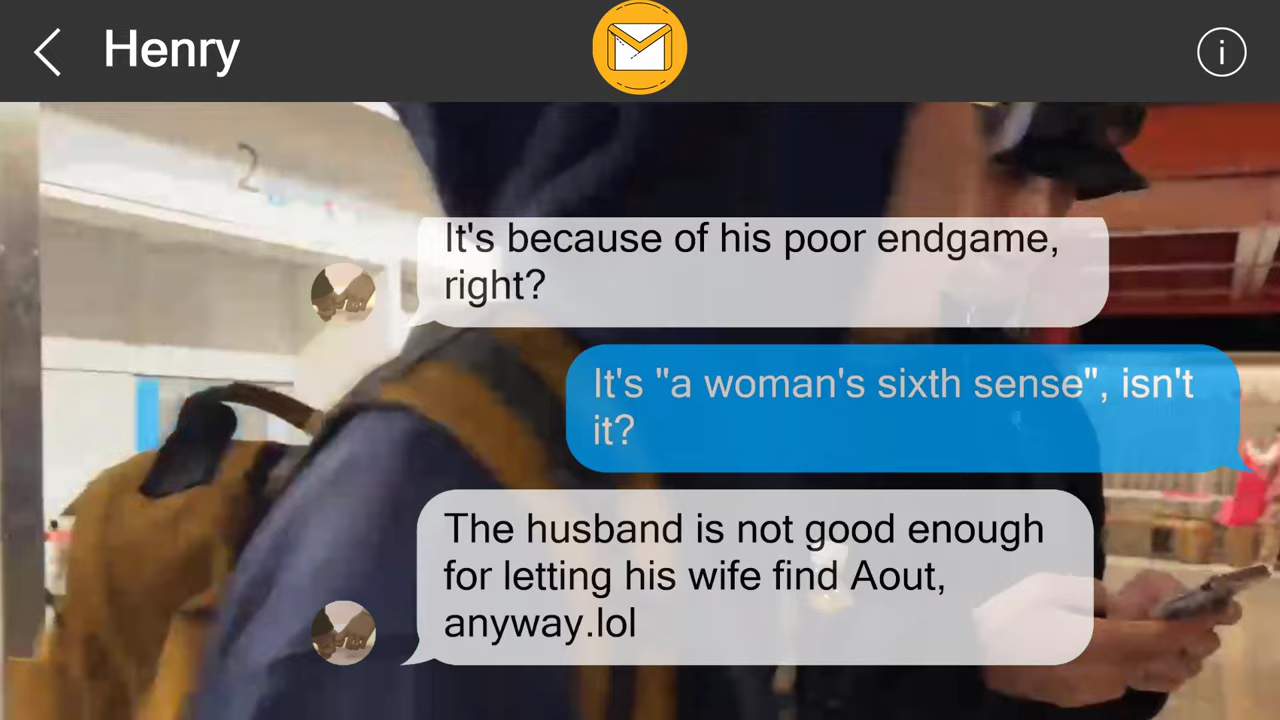 Henry
i
2
It's because of his poor endgame,
right?
It's "a woman's sixth sense", isn't
it?
The husband is not good enough
for letting his wife find Aout,
anyway.lol